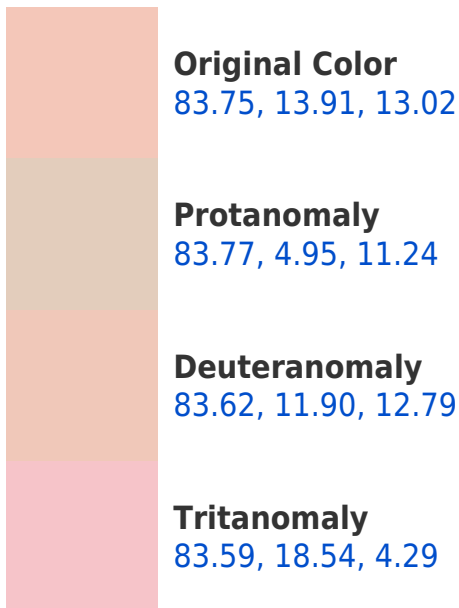 Original Color
83.75, 13.91, 13.02
Protanomaly
83.77, 4.95, 11.24
Deuteranomaly
83.62, 11.90, 12.79
Tritanomaly
83.59, 18.54, 4.29